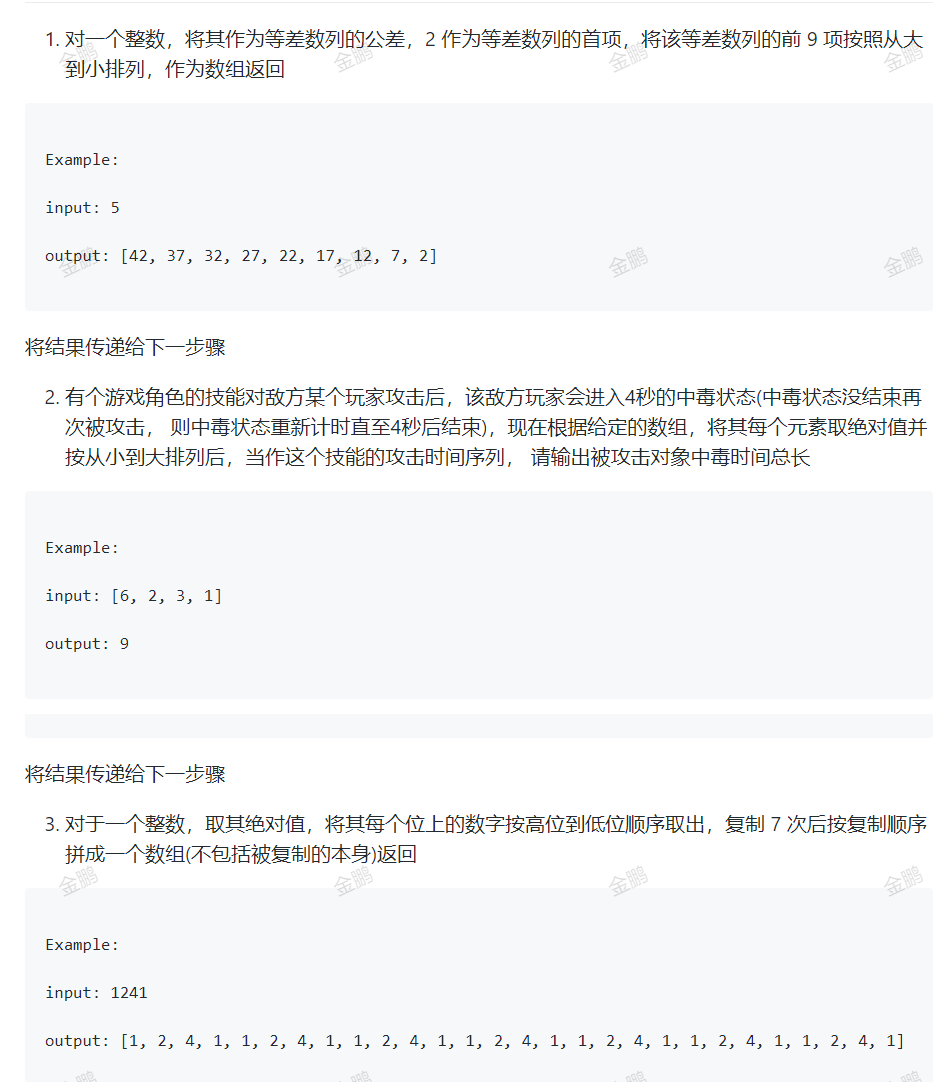 1. 对一个整数，将其作为等差数列的公差，2 作为等差数列的首项，将该等差数列的前 9 项按照从大
到小排列，作为数组返回
金鹏 金鹏 金鹏 金鹏
Example:
input: 5
output: [42, 37, 32, 27, 22, 17, 12, 7, 2]
金鹏 金鹏 金鹏 金鹏
将结果传递给下一步骤
2. 有个游戏角色的技能对敌方某个玩家攻击后，该敌方玩家会进入4秒的中毒状态(中毒状态没结束再
次被攻击， 则中毒状态重新计时直至4秒后结束)，现在根据给定的数组，将其每个元素取绝对值并
按从小到大排列后，当作这个技能的攻击时间序列， 请输出被攻击对象中毒时间总长
Example:
input: [6, 2, 3, 1]
output: 9
将结果传递给下一步骤
3. 对于一个整数，取其绝对值，将其每个位上的数字按高位到低位顺序取出，复制 7 次后按复制顺序
拼成一个数组(不包括被复制的本身)返回
金鹏 金鹏 金鹏 金鹏
Example:
input: 1241
output: [1, 2, 4, 1, 1, 2, 4, 1, 1, 2, 4, 1, 1, 2, 4, 1, 1, 2, 4, 1, 1, 2, 4, 1, 1, 2, 4, 1]